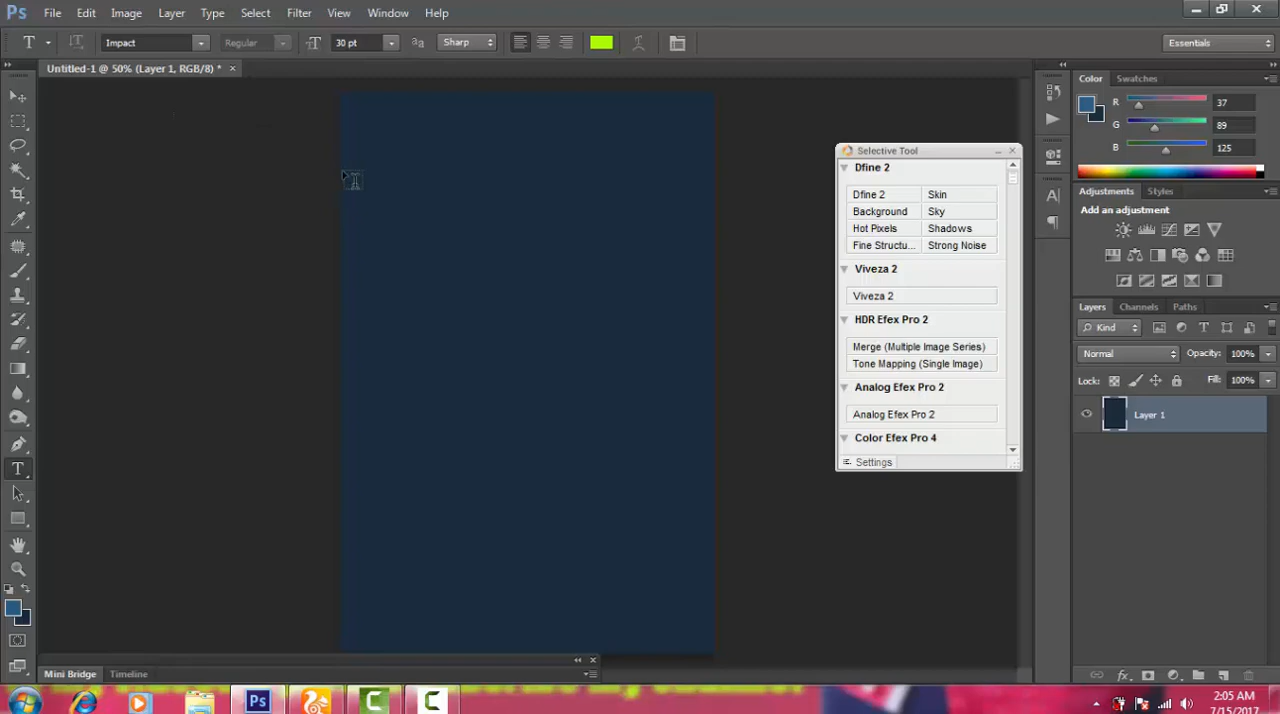 Ps File Edit Image Layer Type Select Filter View Window Help
T Impact Regular 30 pt aa Sharp Essentials
Untitled-1 @ 50% (Layer 1, RGB/8) * ×
Color Swatches
R 37
G 89
B 125
Selective Tool
Dfine 2
Dfine 2 Skin
Background Sky
Hot Pixels Shadows
Fine Structu... Strong Noise
Viveza 2
Viveza 2
HDR Efex Pro 2
Merge (Multiple Image Series)
Tone Mapping (Single Image)
Analog Efex Pro 2
Analog Efex Pro 2
Color Efex Pro 4
Settings
Adjustments Styles
Add an adjustment
Layers Channels Paths
Kind
Normal Opacity: 100%
Lock: Fill: 100%
Layer 1
Mini Bridge Timeline
Ps
2:05 AM
7/15/2017